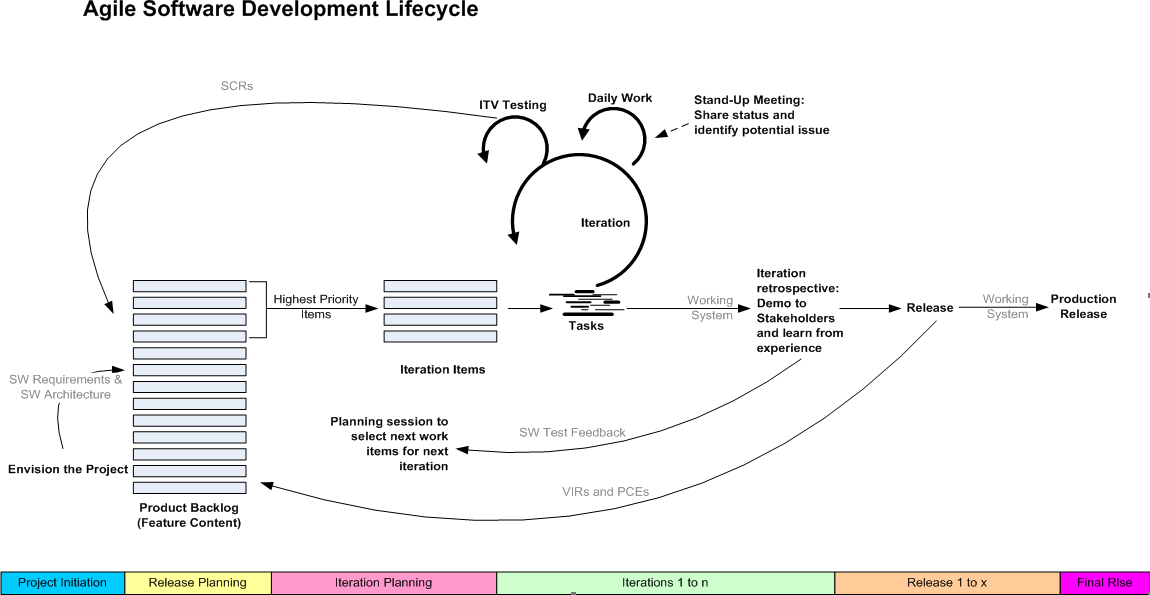 Agile Software Development Lifecycle
SCRs
ITV Testing
Daily Work
Stand-Up Meeting:
Share status and
identify potential issue
Iteration
Highest Priority
Items
Tasks
Working
System
Iteration
retrospective:
Demo to
Stakeholders
and learn from
experience
Release
Working
System
Production
Release
Iteration Items
SW Requirements &
SW Architecture
Envision the Project
Planning session to
select next work
items for next
iteration
SW Test Feedback
VIRs and PCEs
Product Backlog
(Feature Content)
Project Initiation
Release Planning
Iteration Planning
Iterations 1 to n
Release 1 to x
Final Rlse